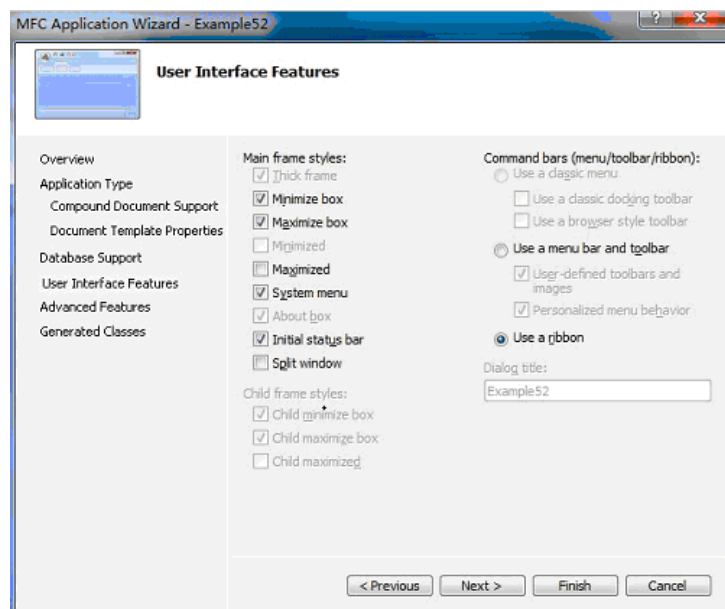 MFC Application Wizard - Example52
User Interface Features
Overview
Application Type
Compound Document Support
Document Template Properties
Database Support
User Interface Features
Advanced Features
Generated Classes
Main frame styles:
Thick frame
Minimize box
Maximize box
Minimized
Maximized
System menu
About box
Initial status bar
Split window
Child frame styles:
Child minimize box
Child maximize box
Child maximized
Command bars (menu/toolbar/ribbon):
Use a classic menu
Use a classic docking toolbar
Use a browser style toolbar
Use a menu bar and toolbar
User-defined toolbars and
images
Personalized menu behavior
Use a ribbon
Dialog title:
Example52
< Previous
Next >
Finish
Cancel